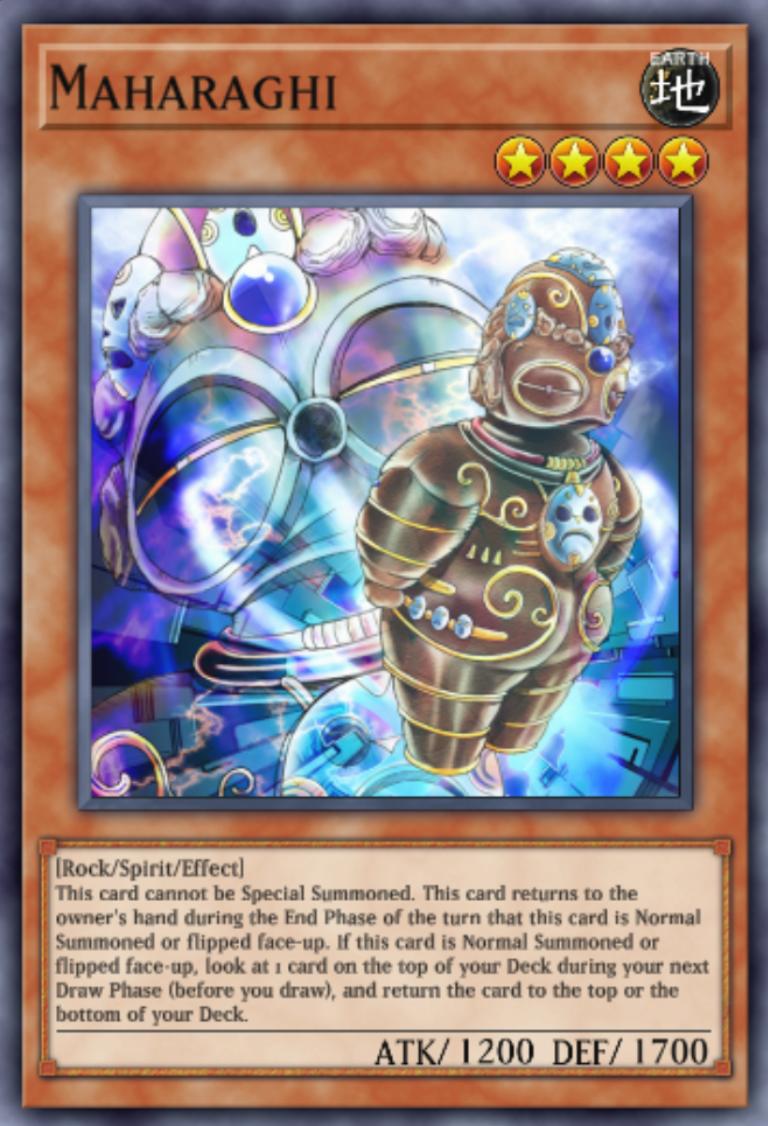 Maharaghi
EARTH
地
[Rock/Spirit/Effect]
This card cannot be Special Summoned. This card returns to the
owner's hand during the End Phase of the turn that this card is Normal
Summoned or flipped face-up. If this card is Normal Summoned or
flipped face-up, look at 1 card on the top of your Deck during your next
Draw Phase (before you draw), and return the card to the top or the
bottom of your Deck.
ATK/ 1200 DEF/ 1700